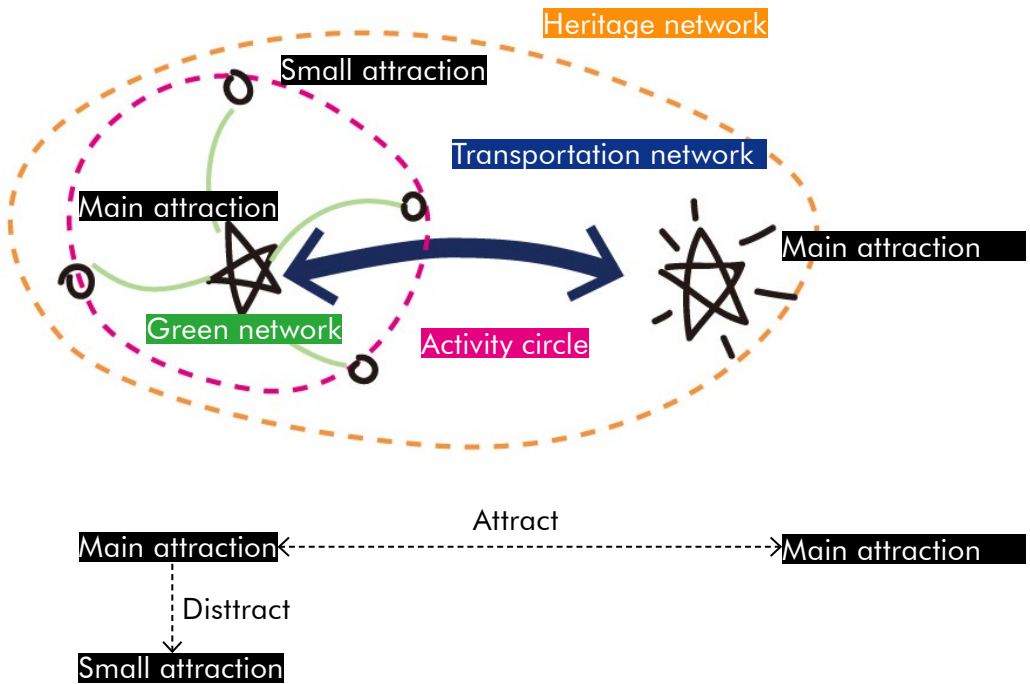 Heritage network
Small attraction
Transportation network
Main attraction
Main attraction
Green network
Activity circle
Attract
Main attraction
Main attraction
Disttract
Small attraction